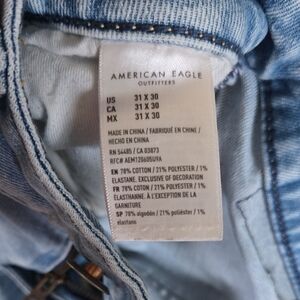 AMERICAN EAGLE
OUTFITTERS
US 31 X 30
CA 31 X 30
MX 31 X 30
MADE IN CHINA / FABRIQUÉ EN CHINE /
HECHO EN CHINA
RN 54485 / CA 03873
RFC# AEM120605U9A
EN 78% COTTON / 21% POLYESTER / 1%
ELASTANE. EXCLUSIVE OF DECORATION
FR 78% COTON / 21% POLYESTER / 1%
ELASTHANNE. À L'EXCEPTION DE LA
GARNITURE
SP 78% algodón / 21% poliéster / 1%
elastano